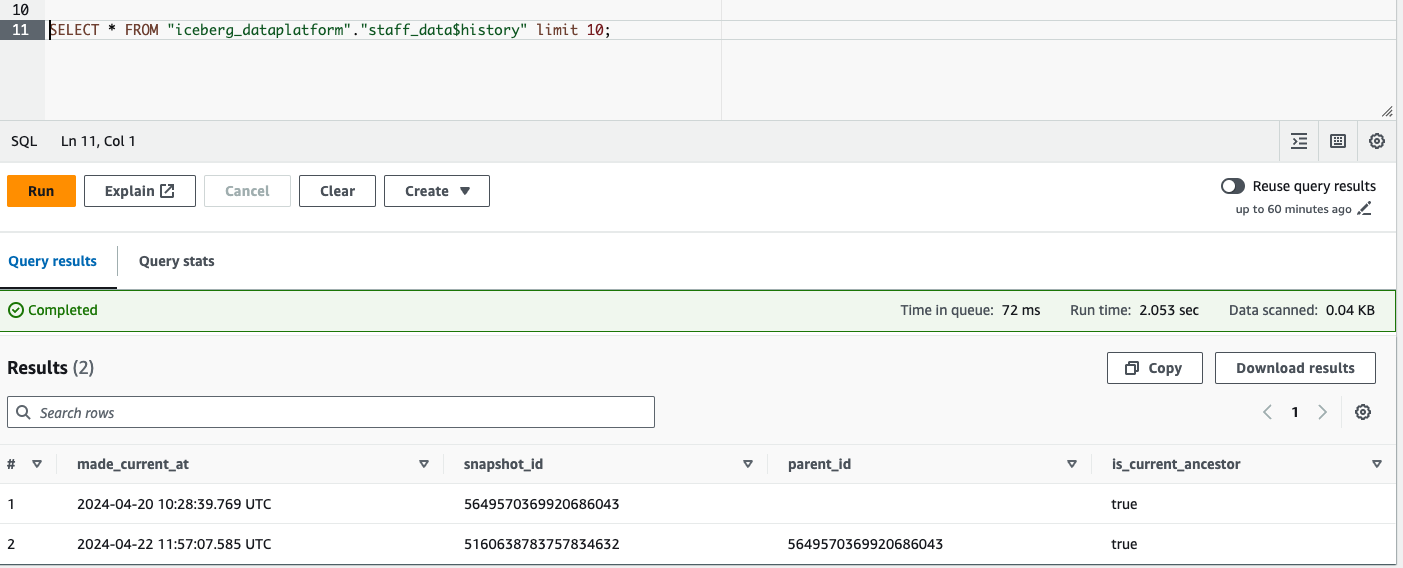 10
11 SELECT * FROM "iceberg_dataplatform"."staff_data$history" limit 10;
SQL Ln 11, Col 1
Run Explain Cancel Clear Create Reuse query results
up to 60 minutes ago
Query results Query stats
Completed Time in queue: 72 ms Run time: 2.053 sec Data scanned: 0.04 KB
Results (2) Copy Download results
Search rows 1
# made_current_at snapshot_id parent_id is_current_ancestor
1 2024-04-20 10:28:39.769 UTC 5649570369920686043 true
2 2024-04-22 11:57:07.585 UTC 5160638783757834632 5649570369920686043 true